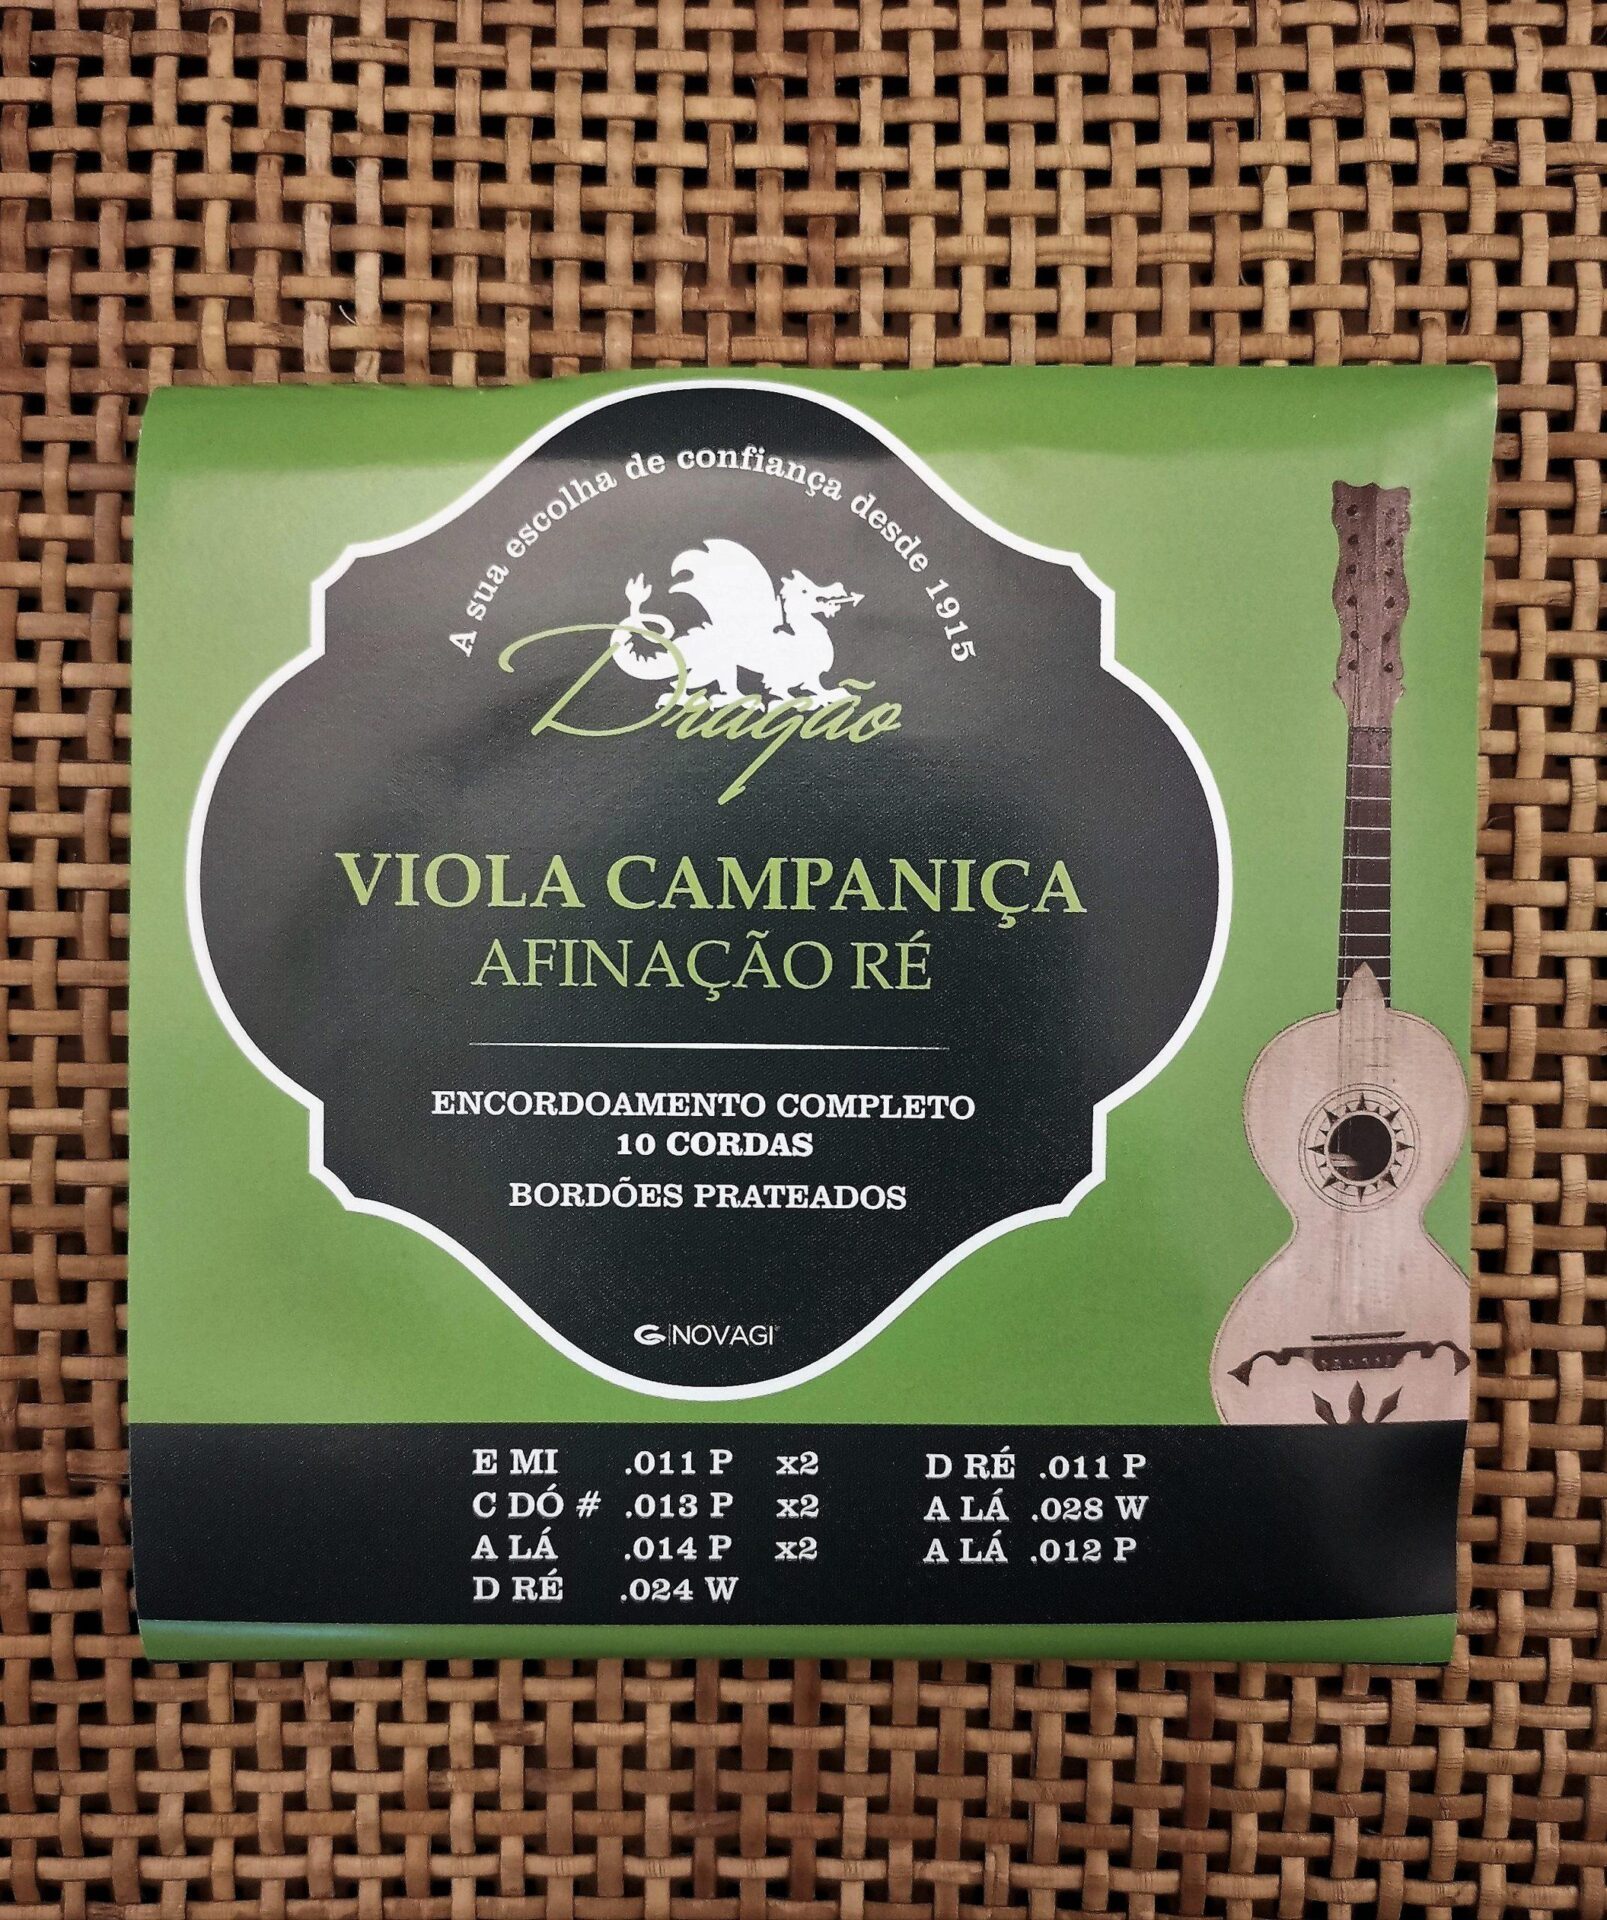 A sua escolha de confiança desde 1915
Dragão
VIOLA CAMPANIÇA
AFINAÇÃO RÉ
ENCORDOAMENTO COMPLETO
10 CORDAS
BORDÕES PRATEADOS
NOVAGI
E MI .011 P x2
C DÓ # .013 P x2
A LÁ .014 P x2
D RÉ .024 W
D RÉ .011 P
A LÁ .028 W
A LÁ .012 P